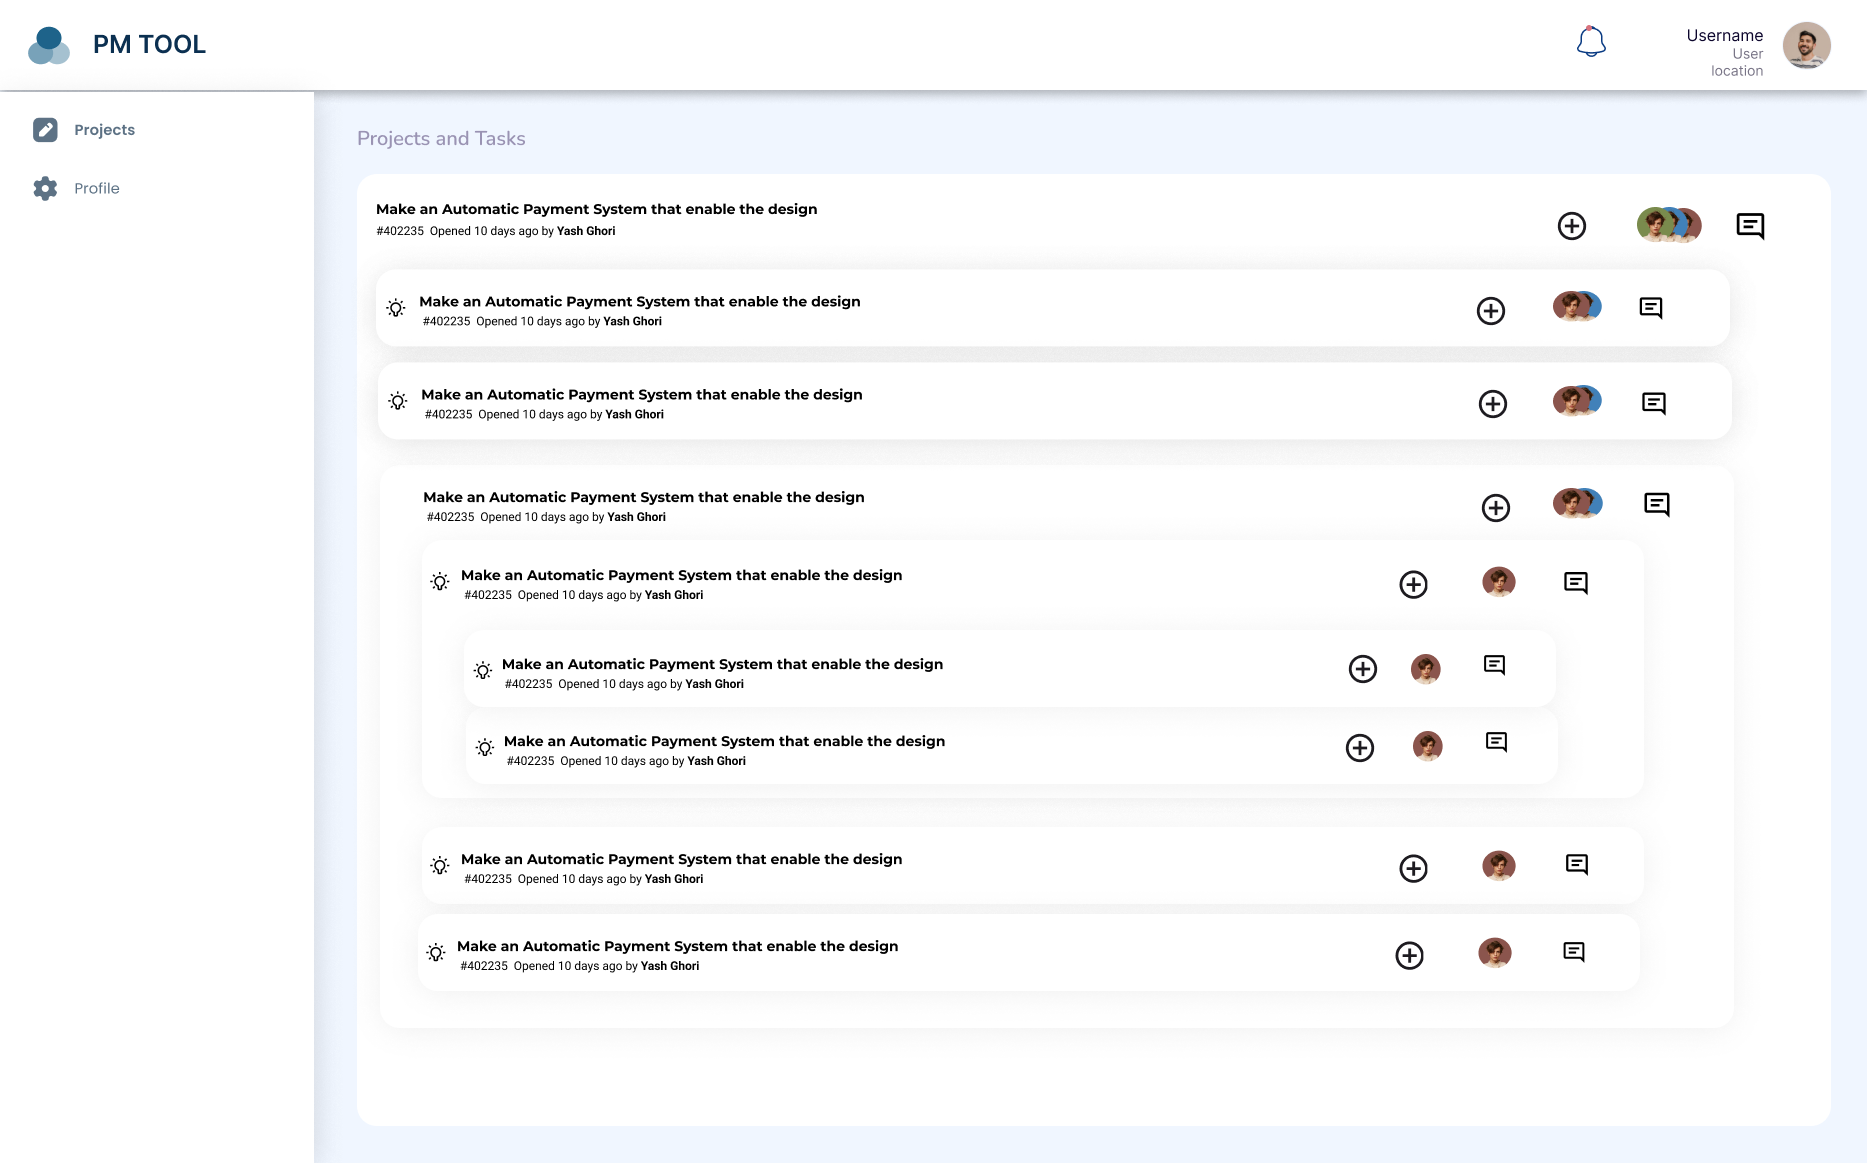 PM TOOL
Username
User
location
Projects
Profile
Projects and Tasks
Make an Automatic Payment System that enable the design
#402235 Opened 10 days ago by Yash Ghori
Make an Automatic Payment System that enable the design
#402235 Opened 10 days ago by Yash Ghori
Make an Automatic Payment System that enable the design
#402235 Opened 10 days ago by Yash Ghori
Make an Automatic Payment System that enable the design
#402235 Opened 10 days ago by Yash Ghori
Make an Automatic Payment System that enable the design
#402235 Opened 10 days ago by Yash Ghori
Make an Automatic Payment System that enable the design
#402235 Opened 10 days ago by Yash Ghori
Make an Automatic Payment System that enable the design
#402235 Opened 10 days ago by Yash Ghori
Make an Automatic Payment System that enable the design
#402235 Opened 10 days ago by Yash Ghori
Make an Automatic Payment System that enable the design
#402235 Opened 10 days ago by Yash Ghori